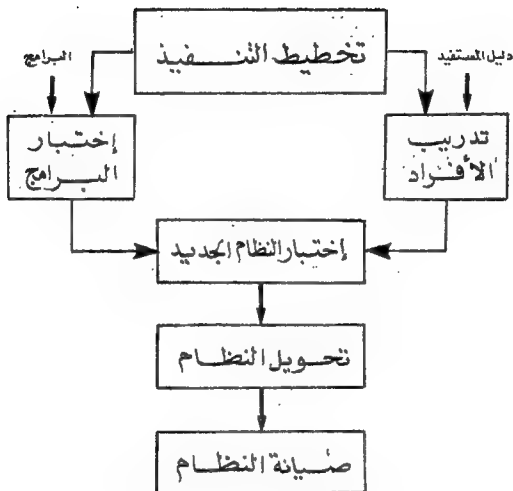 تخطيط التنفيذ
دليل المستفيد
البرامج
تدريب
الأفراد
إختبار
البرامج
إختبار النظام الجديد
تحويل النظام
صيانة النظام